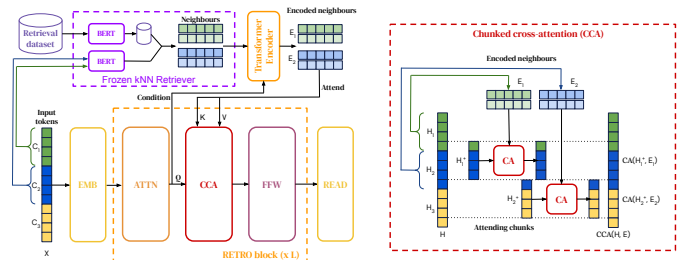 Retrieval
dataset
BERT
BERT
Frozen kNN Retriever
Neighbours
Transformer
Encoder
Encoded neighbours
E₁
E₂
Attend
Condition
K
V
Q
Input
tokens
C₁
C₂
C₃
X
EMB
ATTN
CCA
FFW
READ
RETRO block (x L)
Chunked cross-attention (CCA)
Encoded neighbours
E₁
E₂
H₁
H₂
H₃
H
H₁⁺
CA
H₂⁺
CA
Attending chunks
CA(H₁⁺, E₁)
CA(H₂⁺, E₂)
CCA(H, E)